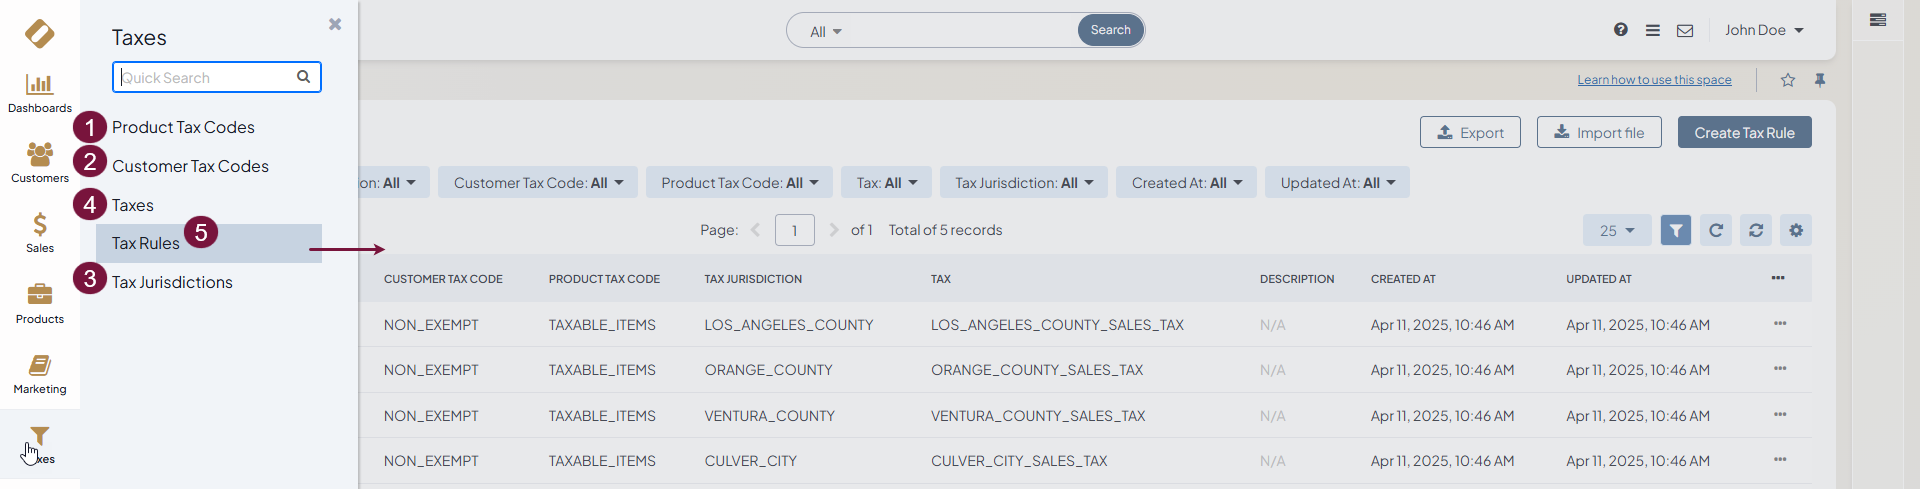 Dashboards
Customers
Sales
Products
Marketing
xes
Taxes
Quick Search
1 Product Tax Codes
2 Customer Tax Codes
4 Taxes
Tax Rules 5
3 Tax Jurisdictions
All
Search
John Doe
Learn how to use this space
Export
Import file
Create Tax Rule
on: All
Customer Tax Code: All
Product Tax Code: All
Tax: All
Tax Jurisdiction: All
Created At: All
Updated At: All
Page: 1 of 1 Total of 5 records
25
CUSTOMER TAX CODE PRODUCT TAX CODE TAX JURISDICTION TAX DESCRIPTION CREATED AT UPDATED AT
NON_EXEMPT TAXABLE_ITEMS LOS_ANGELES_COUNTY LOS_ANGELES_COUNTY_SALES_TAX N/A Apr 11, 2025, 10:46 AM Apr 11, 2025, 10:46 AM
NON_EXEMPT TAXABLE_ITEMS ORANGE_COUNTY ORANGE_COUNTY_SALES_TAX N/A Apr 11, 2025, 10:46 AM Apr 11, 2025, 10:46 AM
NON_EXEMPT TAXABLE_ITEMS VENTURA_COUNTY VENTURA_COUNTY_SALES_TAX N/A Apr 11, 2025, 10:46 AM Apr 11, 2025, 10:46 AM
NON_EXEMPT TAXABLE_ITEMS CULVER_CITY CULVER_CITY_SALES_TAX N/A Apr 11, 2025, 10:46 AM Apr 11, 2025, 10:46 AM